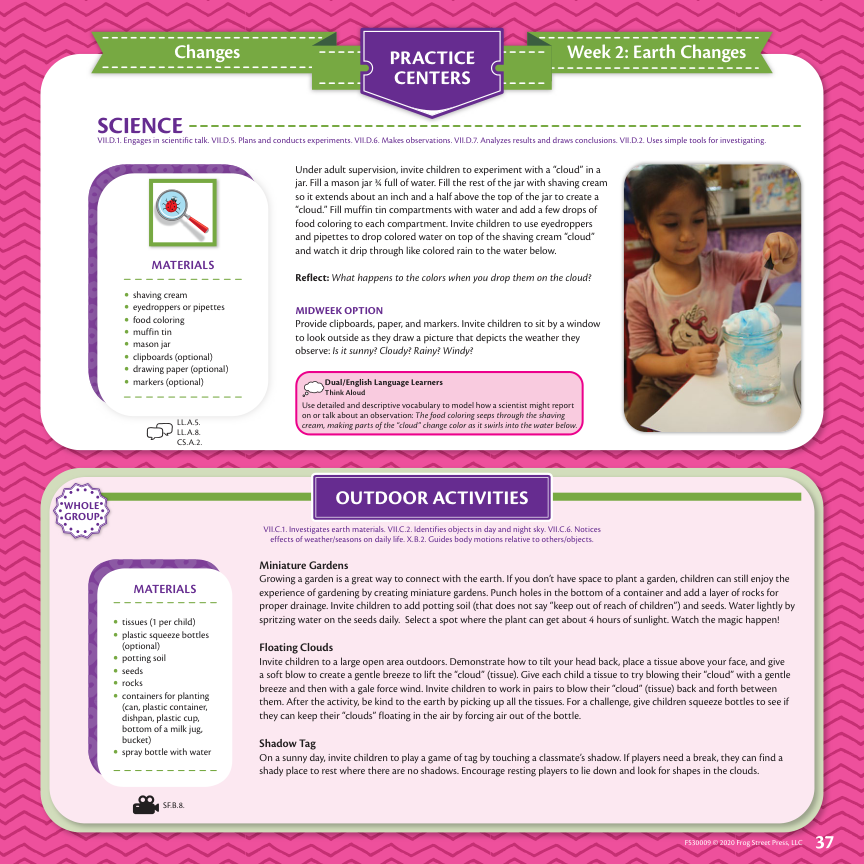 Changes
PRACTICE
CENTERS
Week 2: Earth Changes
SCIENCE
VII.D.1. Engages in scientific talk. VII.D.5. Plans and conducts experiments. VII.D.6. Makes observations. VII.D.7. Analyzes results and draws conclusions. VII.D.2. Uses simple tools for investigating.
MATERIALS
• shaving cream
• eyedroppers or pipettes
• food coloring
• muffin tin
• mason jar
• clipboards (optional)
• drawing paper (optional)
• markers (optional)
LL.A.5.
LL.A.8.
CS.A.2.
Under adult supervision, invite children to experiment with a “cloud” in a
jar. Fill a mason jar ¾ full of water. Fill the rest of the jar with shaving cream
so it extends about an inch and a half above the top of the jar to create a
“cloud.” Fill muffin tin compartments with water and add a few drops of
food coloring to each compartment. Invite children to use eyedroppers
and pipettes to drop colored water on top of the shaving cream “cloud”
and watch it drip through like colored rain to the water below.
Reflect: What happens to the colors when you drop them on the cloud?
MIDWEEK OPTION
Provide clipboards, paper, and markers. Invite children to sit by a window
to look outside as they draw a picture that depicts the weather they
observe: Is it sunny? Cloudy? Rainy? Windy?
Dual/English Language Learners
Think Aloud
Use detailed and descriptive vocabulary to model how a scientist might report
on or talk about an observation: The food coloring seeps through the shaving
cream, making parts of the “cloud” change color as it swirls into the water below.
WHOLE
GROUP
OUTDOOR ACTIVITIES
VII.C.1. Investigates earth materials. VII.C.2. Identifies objects in day and night sky. VII.C.6. Notices
effects of weather/seasons on daily life. X.B.2. Guides body motions relative to others/objects.
MATERIALS
• tissues (1 per child)
• plastic squeeze bottles
(optional)
• potting soil
• seeds
• rocks
• containers for planting
(can, plastic container,
dishpan, plastic cup,
bottom of a milk jug,
bucket)
• spray bottle with water
SF.B.8.
Miniature Gardens
Growing a garden is a great way to connect with the earth. If you don’t have space to plant a garden, children can still enjoy the
experience of gardening by creating miniature gardens. Punch holes in the bottom of a container and add a layer of rocks for
proper drainage. Invite children to add potting soil (that does not say “keep out of reach of children”) and seeds. Water lightly by
spritzing water on the seeds daily. Select a spot where the plant can get about 4 hours of sunlight. Watch the magic happen!
Floating Clouds
Invite children to a large open area outdoors. Demonstrate how to tilt your head back, place a tissue above your face, and give
a soft blow to create a gentle breeze to lift the “cloud” (tissue). Give each child a tissue to try blowing their “cloud” with a gentle
breeze and then with a gale force wind. Invite children to work in pairs to blow their “cloud” (tissue) back and forth between
them. After the activity, be kind to the earth by picking up all the tissues. For a challenge, give children squeeze bottles to see if
they can keep their “clouds” floating in the air by forcing air out of the bottle.
Shadow Tag
On a sunny day, invite children to play a game of tag by touching a classmate’s shadow. If players need a break, they can find a
shady place to rest where there are no shadows. Encourage resting players to lie down and look for shapes in the clouds.
FS30009 © 2020 Frog Street Press, LLC
37